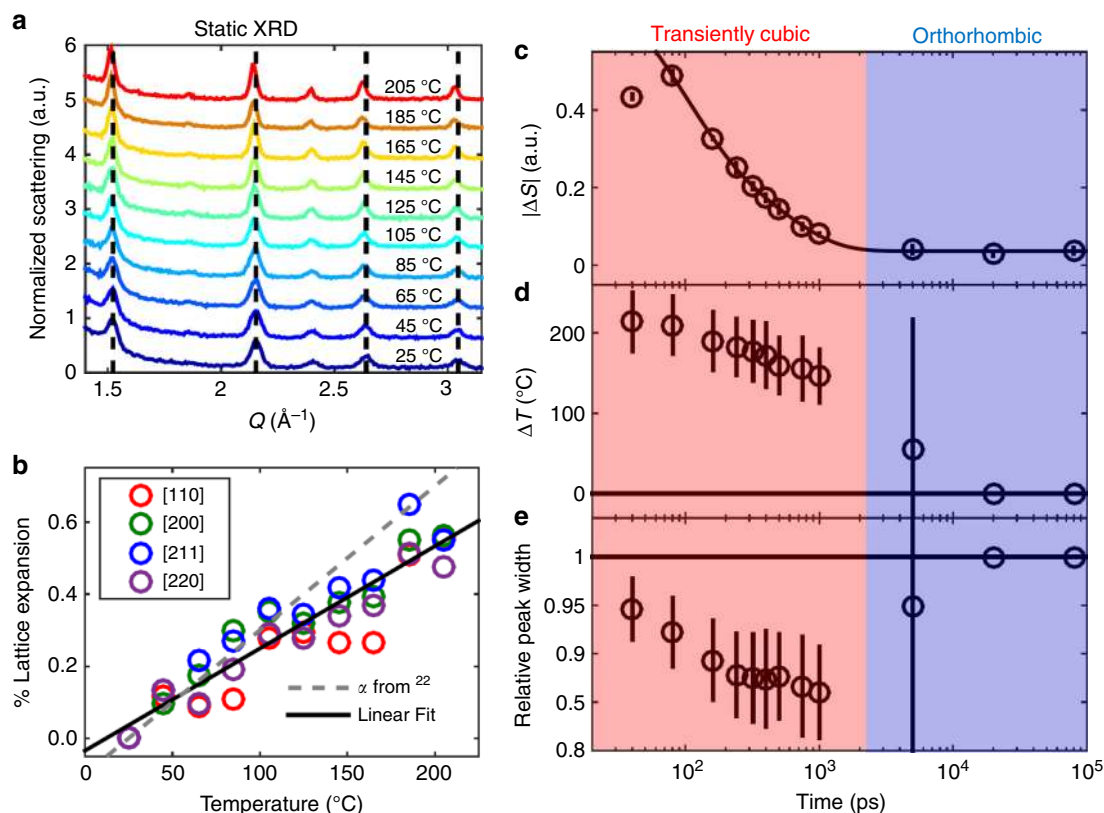 a
Static XRD
Normalized scattering (a.u.)
6
5
4
3
2
1
0
205 °C
185 °C
165 °C
145 °C
125 °C
105 °C
85 °C
65 °C
45 °C
25 °C
1.5
2
2.5
3
Q (Å⁻¹)
b
% Lattice expansion
0.6
0.4
0.2
0.0
[110]
[200]
[211]
[220]
α from ²²
Linear Fit
0
50
100
150
200
Temperature (°C)
Transiently cubic
Orthorhombic
c
|ΔS| (a.u.)
0.4
0.2
0
d
ΔT (°C)
200
100
0
e
Relative peak width
1
0.95
0.9
0.85
0.8
10²
10³
10⁴
10⁵
Time (ps)